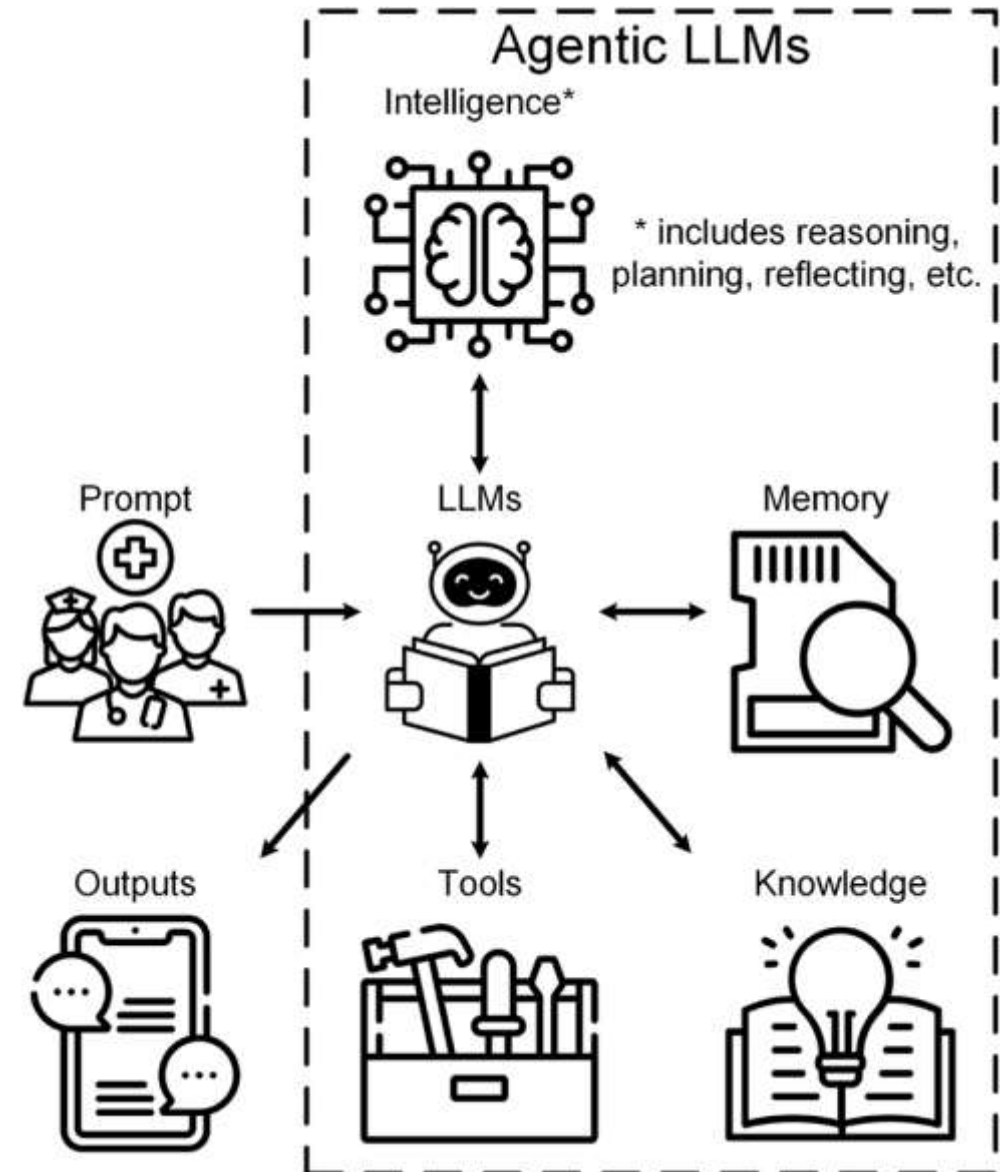 Agentic LLMs
Intelligence*
* includes reasoning,
planning, reflecting, etc.
Prompt
LLMs
Memory
Outputs
Tools
Knowledge